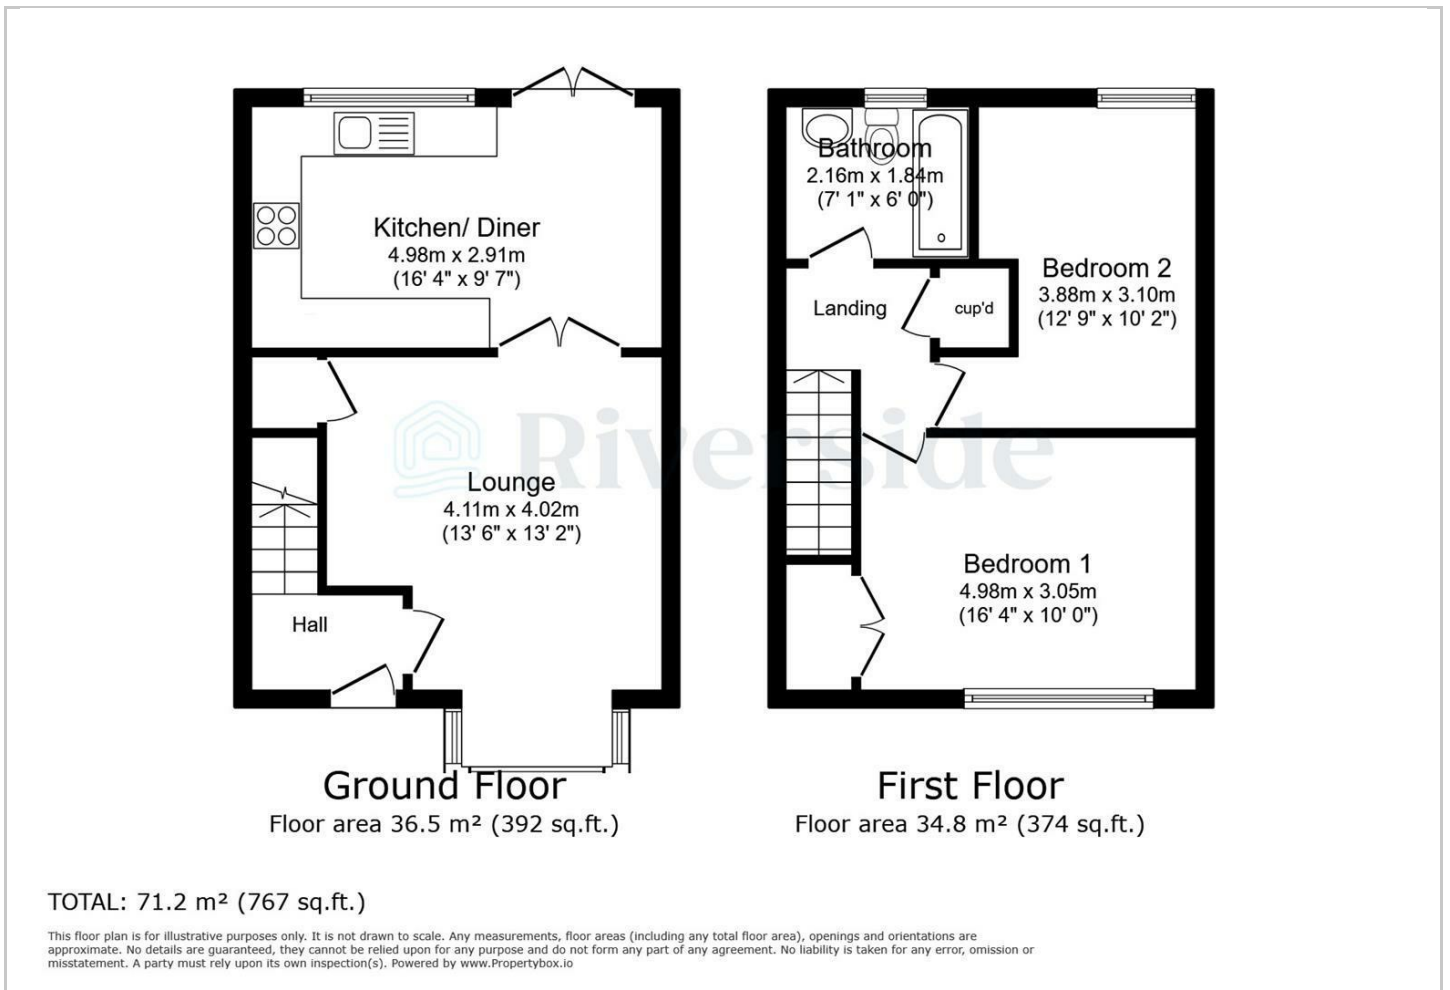 Kitchen/ Diner
4.98m x 2.91m
(16' 4" x 9' 7")
Lounge
4.11m x 4.02m
(13' 6" x 13' 2")
Hall
Bathroom
2.16m x 1.84m
(7' 1" x 6' 0")
Landing
cup'd
Bedroom 2
3.88m x 3.10m
(12' 9" x 10' 2")
Bedroom 1
4.98m x 3.05m
(16' 4" x 10' 0")
Riverside
Ground Floor
Floor area 36.5 m² (392 sq.ft.)
First Floor
Floor area 34.8 m² (374 sq.ft.)
TOTAL: 71.2 m² (767 sq.ft.)
This floor plan is for illustrative purposes only. It is not drawn to scale. Any measurements, floor areas (including any total floor area), openings and orientations are
approximate. No details are guaranteed, they cannot be relied upon for any purpose and do not form any part of any agreement. No liability is taken for any error, omission or
misstatement. A party must rely upon its own inspection(s). Powered by www.Propertybox.io